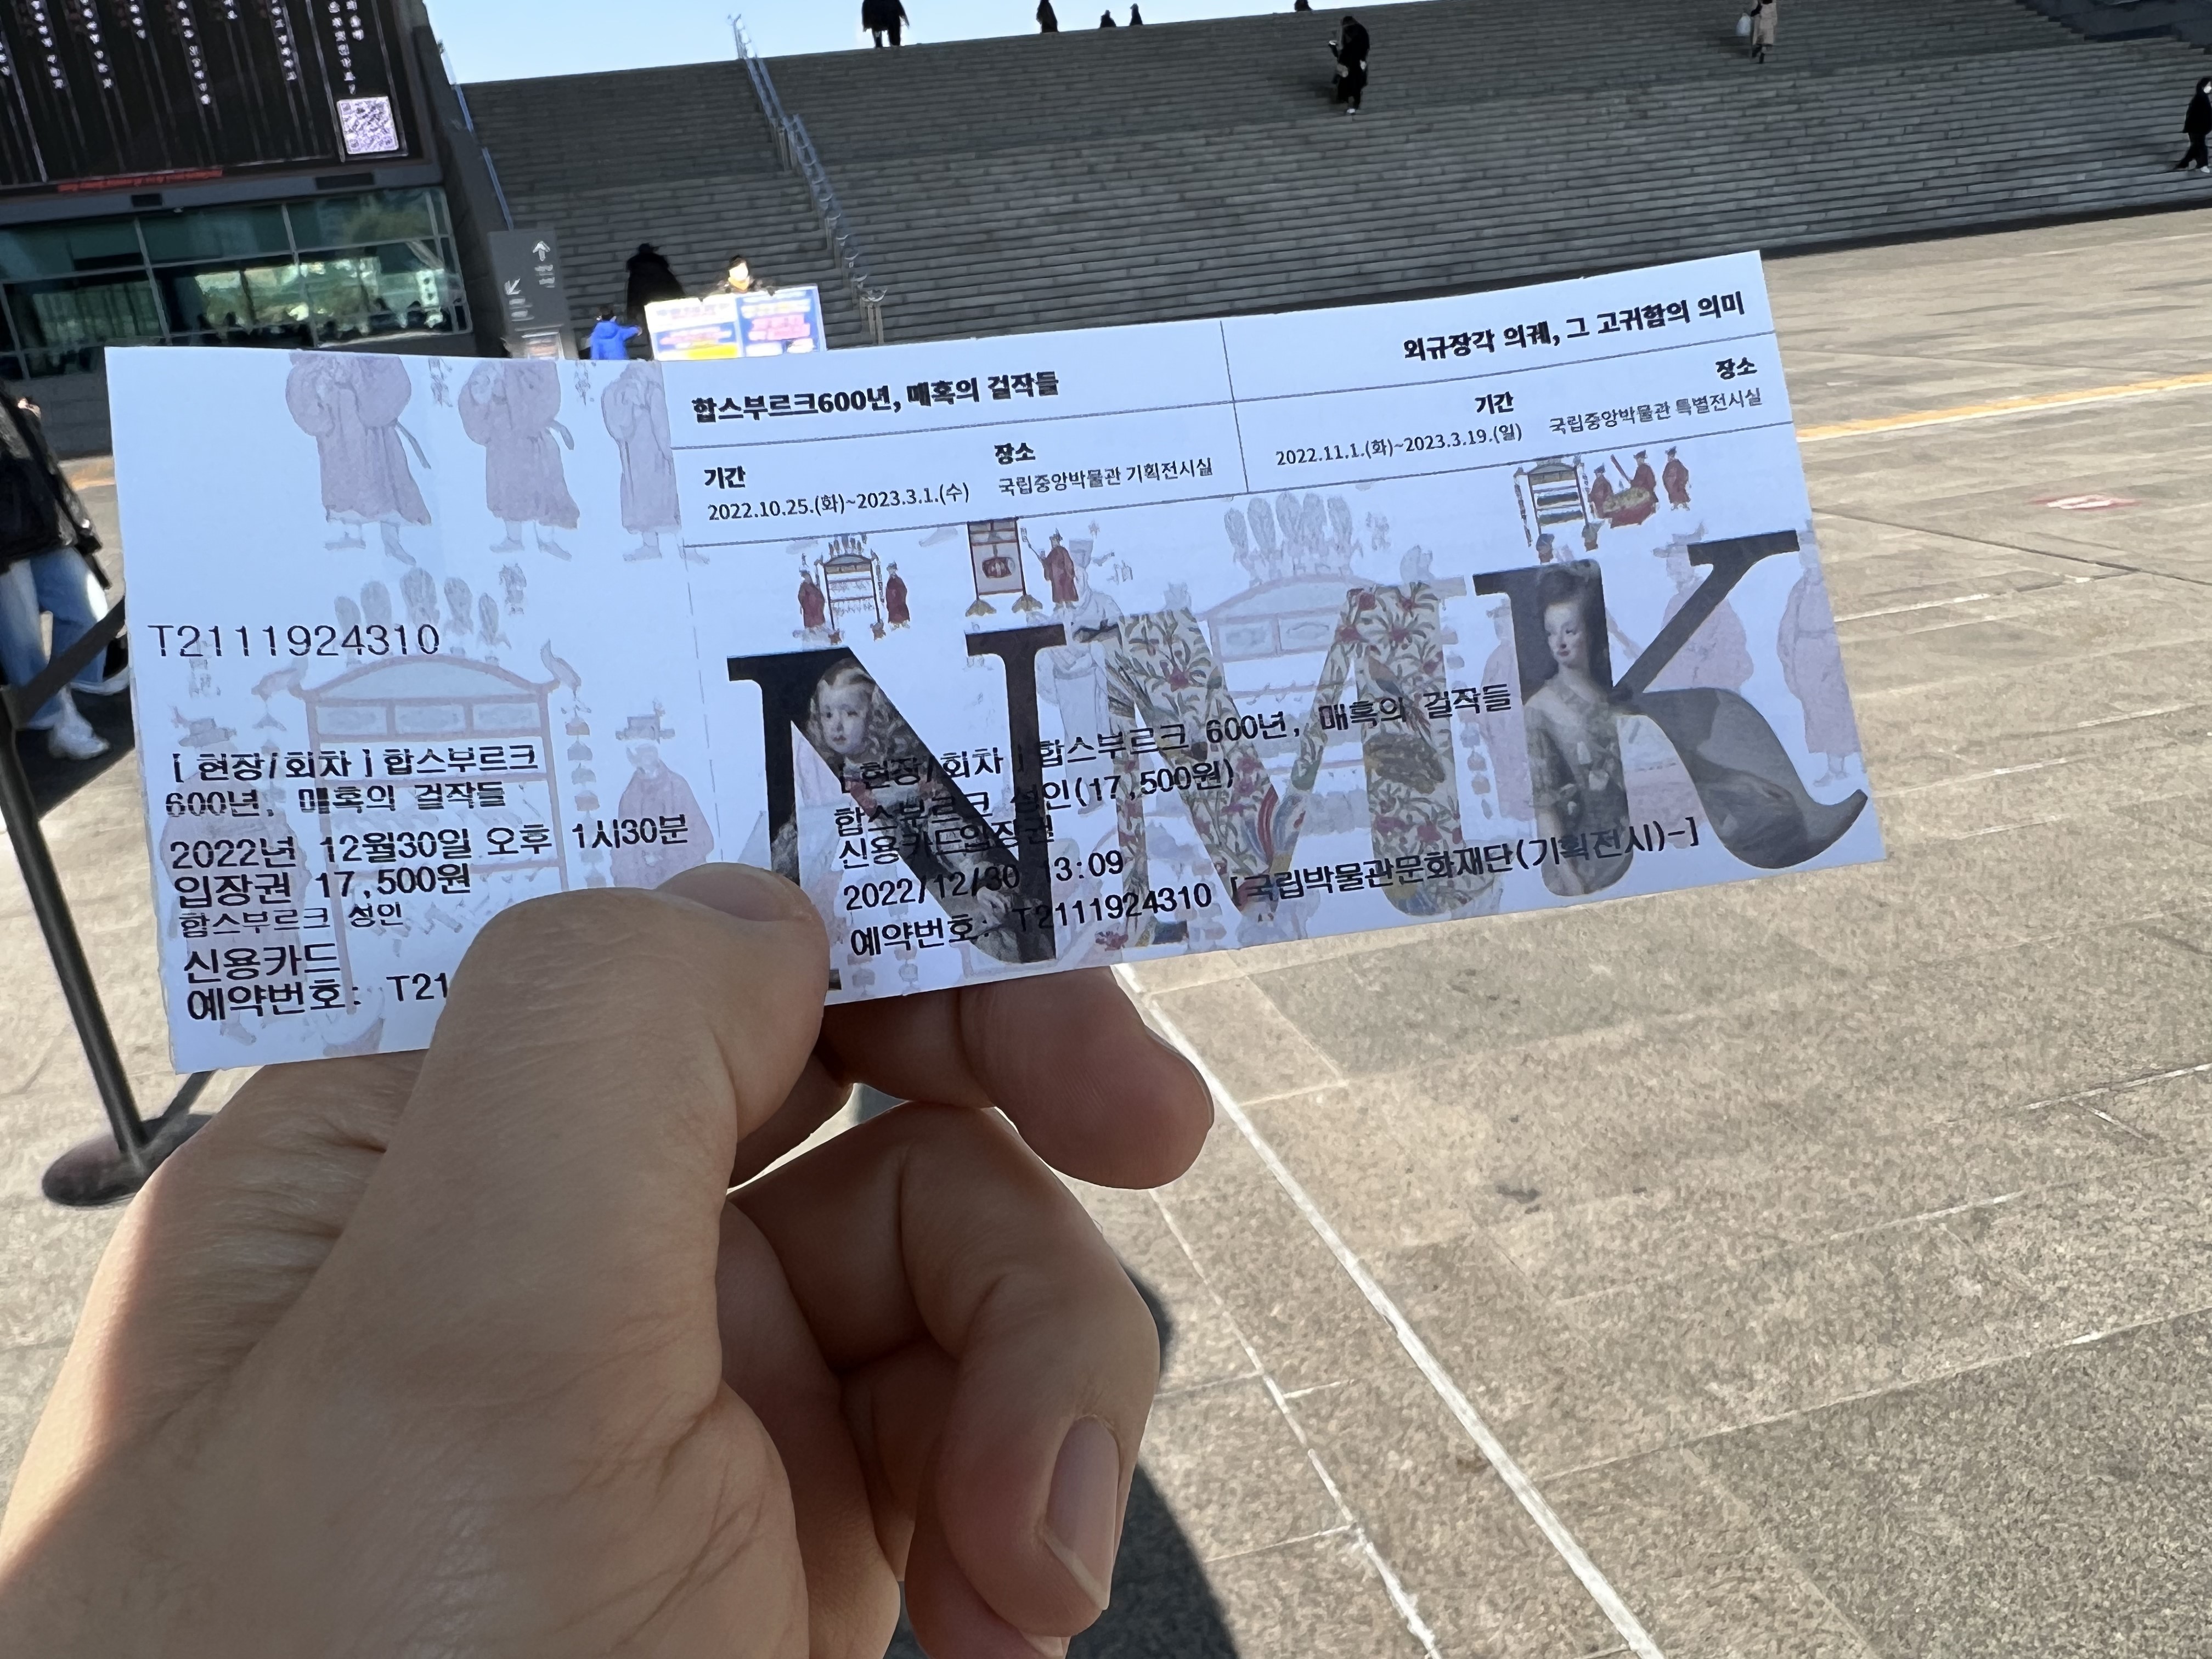 T2111924310
[ 현장/회차 ] 합스부르크
600년, 매혹의 걸작들
2022년 12월30일 오후 1시30분
입장권 17,500원
합스부르크 성인
신용카드
예약번호: T21
합스부르크600년, 매혹의 걸작들
기간
2022.10.25.(화)~2023.3.1.(수)
장소
국립중앙박물관 기획전시실
외규장각 의궤, 그 고귀함의 의미
기간
2022.11.1.(화)~2023.3.19.(일)
장소
국립중앙박물관 특별전시실
NMK
[ 현장/회차 ] 합스부르크 600년, 매혹의 걸작들
합스부르크 성인(17,500원)
신용카드입장권
2022/12/30 13:09
예약번호: T2111924310 [국립박물관문화재단(기획전시)-]